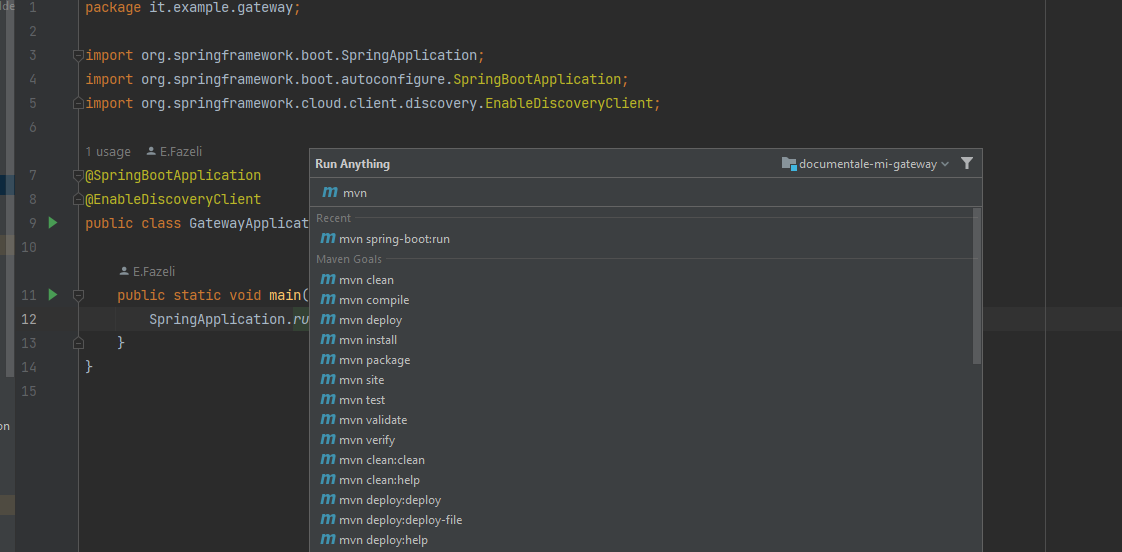 1 package it.example.gateway;
2
3 import org.springframework.boot.SpringApplication;
4 import org.springframework.boot.autoconfigure.SpringBootApplication;
5 import org.springframework.cloud.client.discovery.EnableDiscoveryClient;
6
1 usage E.Fazeli
7 @SpringBootApplication
8 @EnableDiscoveryClient
9 public class GatewayApplicat
10
E.Fazeli
11 public static void main(
12 SpringApplication.ru
13 }
14 }
15
on
Run Anything documentale-mi-gateway
m mvn
Recent
m mvn spring-boot:run
Maven Goals
m mvn clean
m mvn compile
m mvn deploy
m mvn install
m mvn package
m mvn site
m mvn test
m mvn validate
m mvn verify
m mvn clean:clean
m mvn clean:help
m mvn deploy:deploy
m mvn deploy:deploy-file
m mvn deploy:help